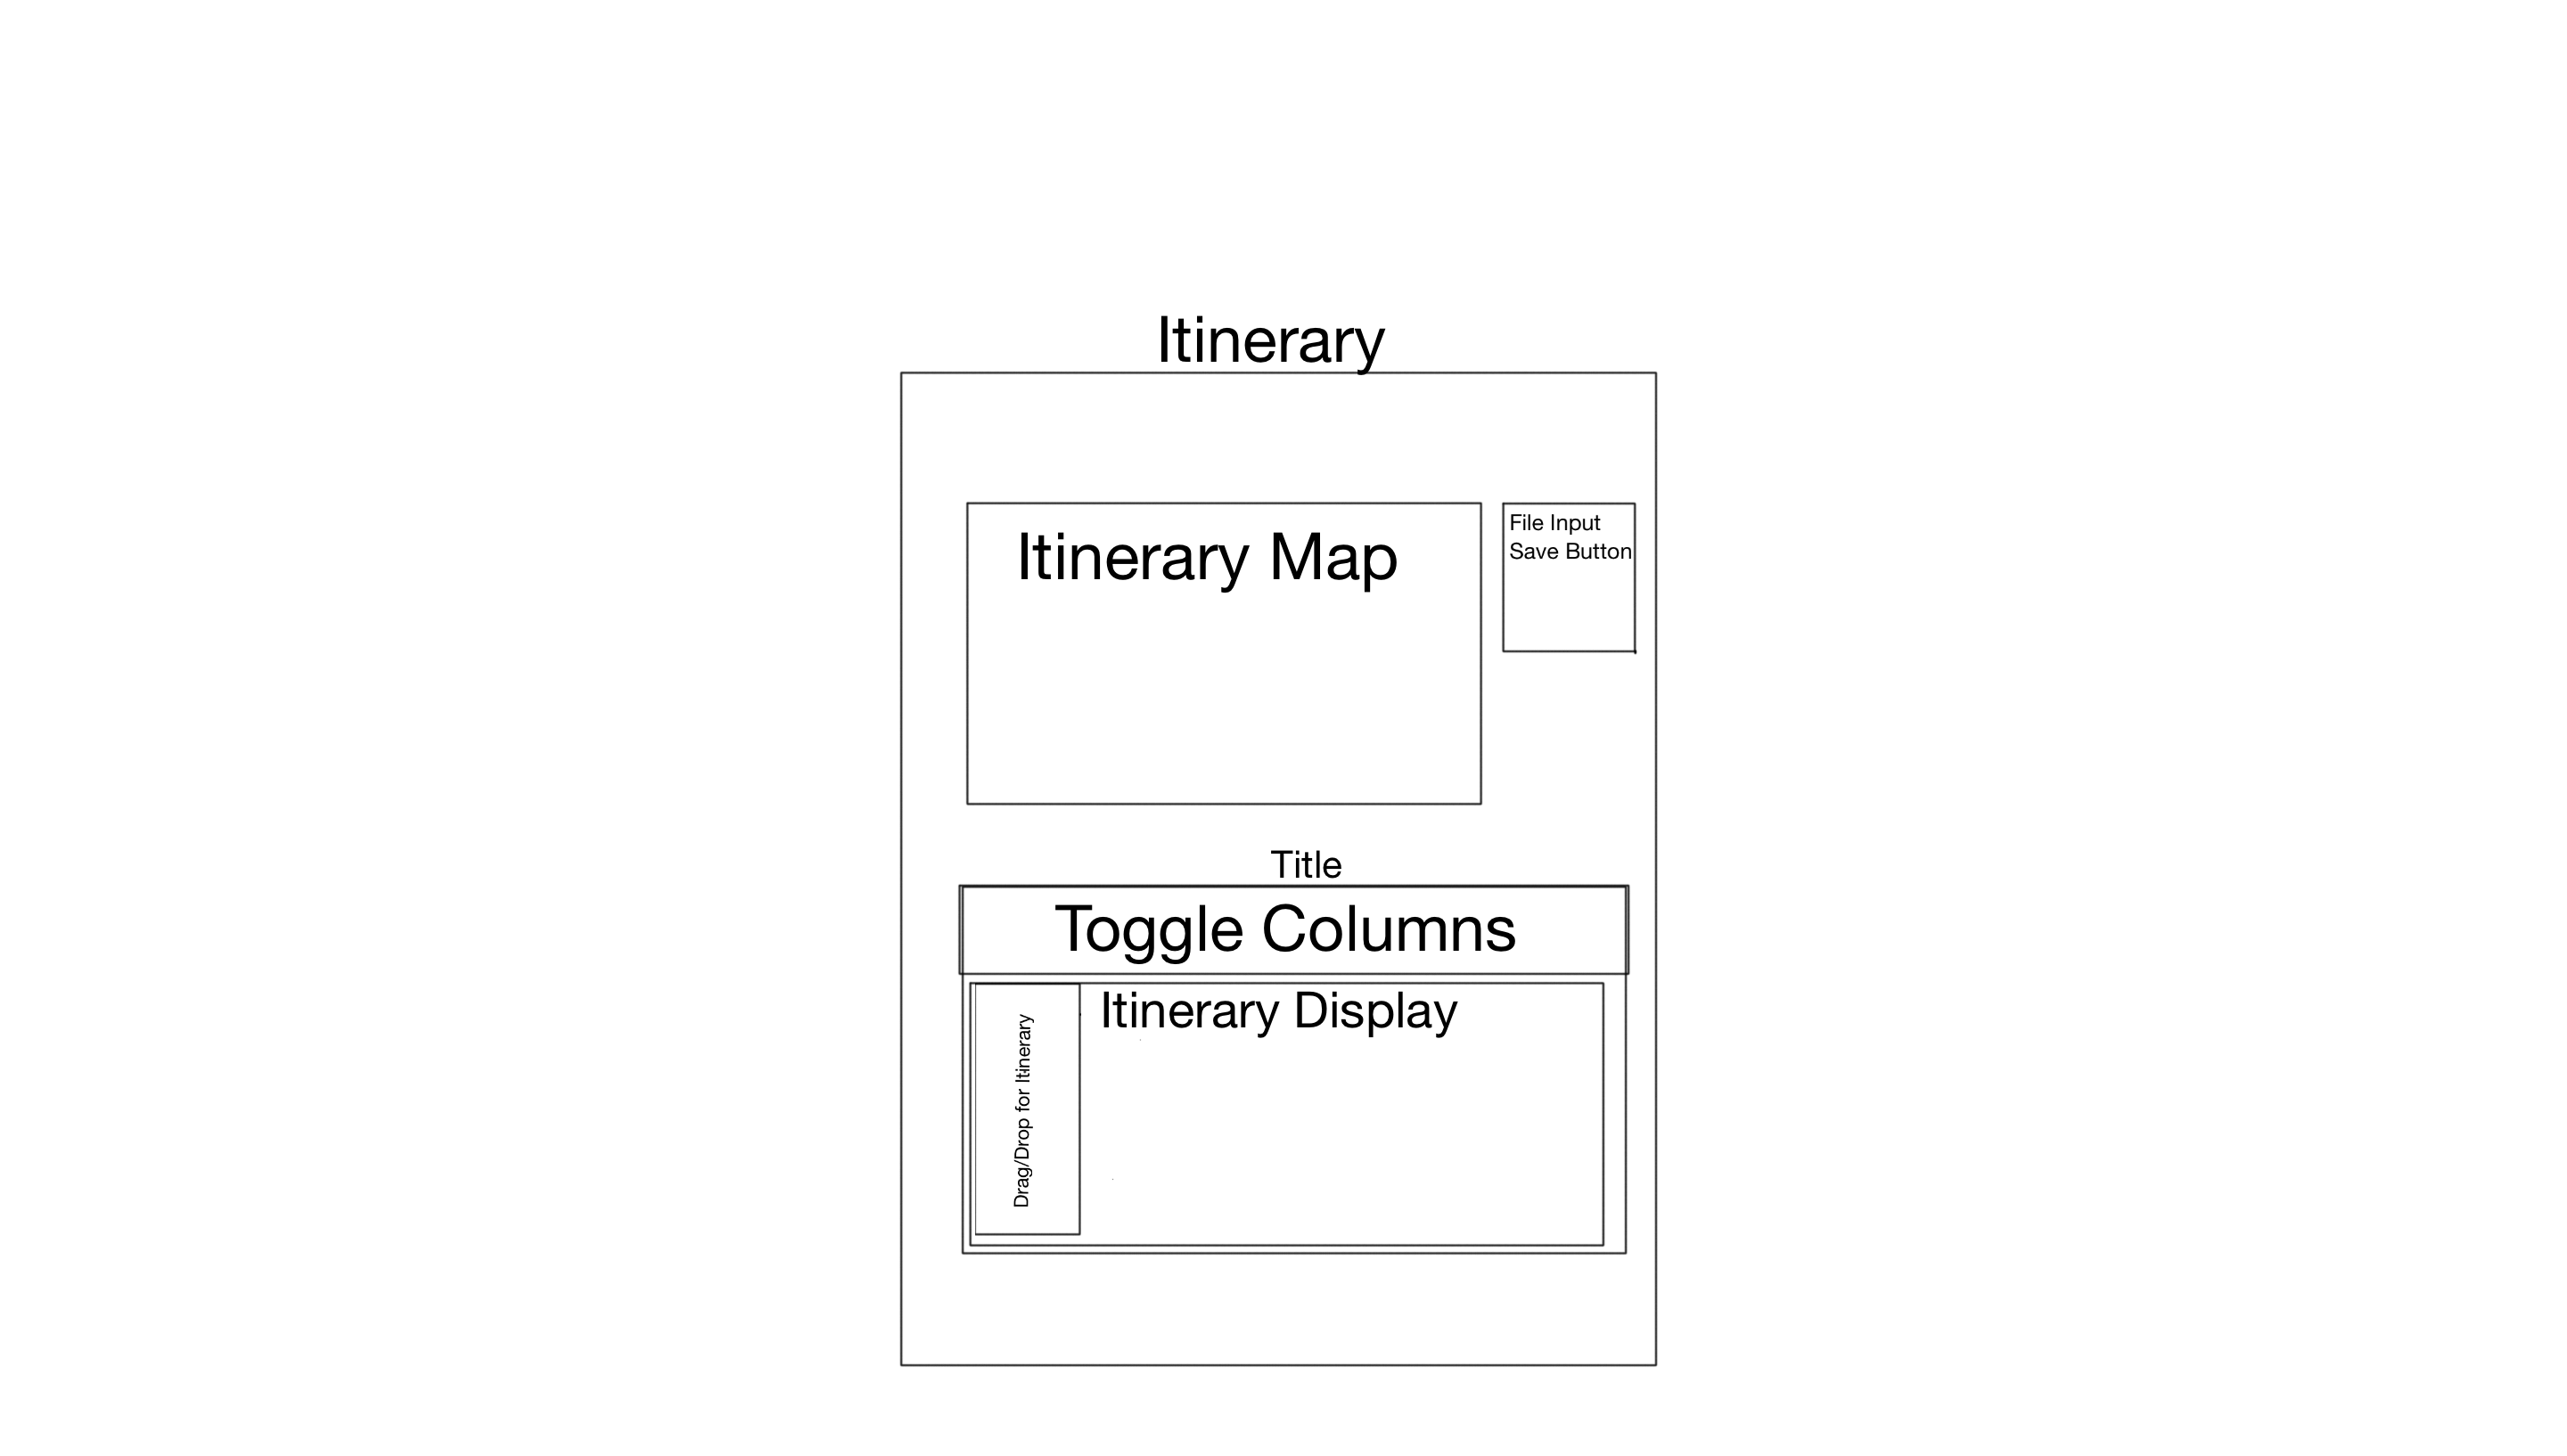 Itinerary
Itinerary Map
File Input
Save Button
Title
Toggle Columns
Itinerary Display
Drag/Drop for Itinerary